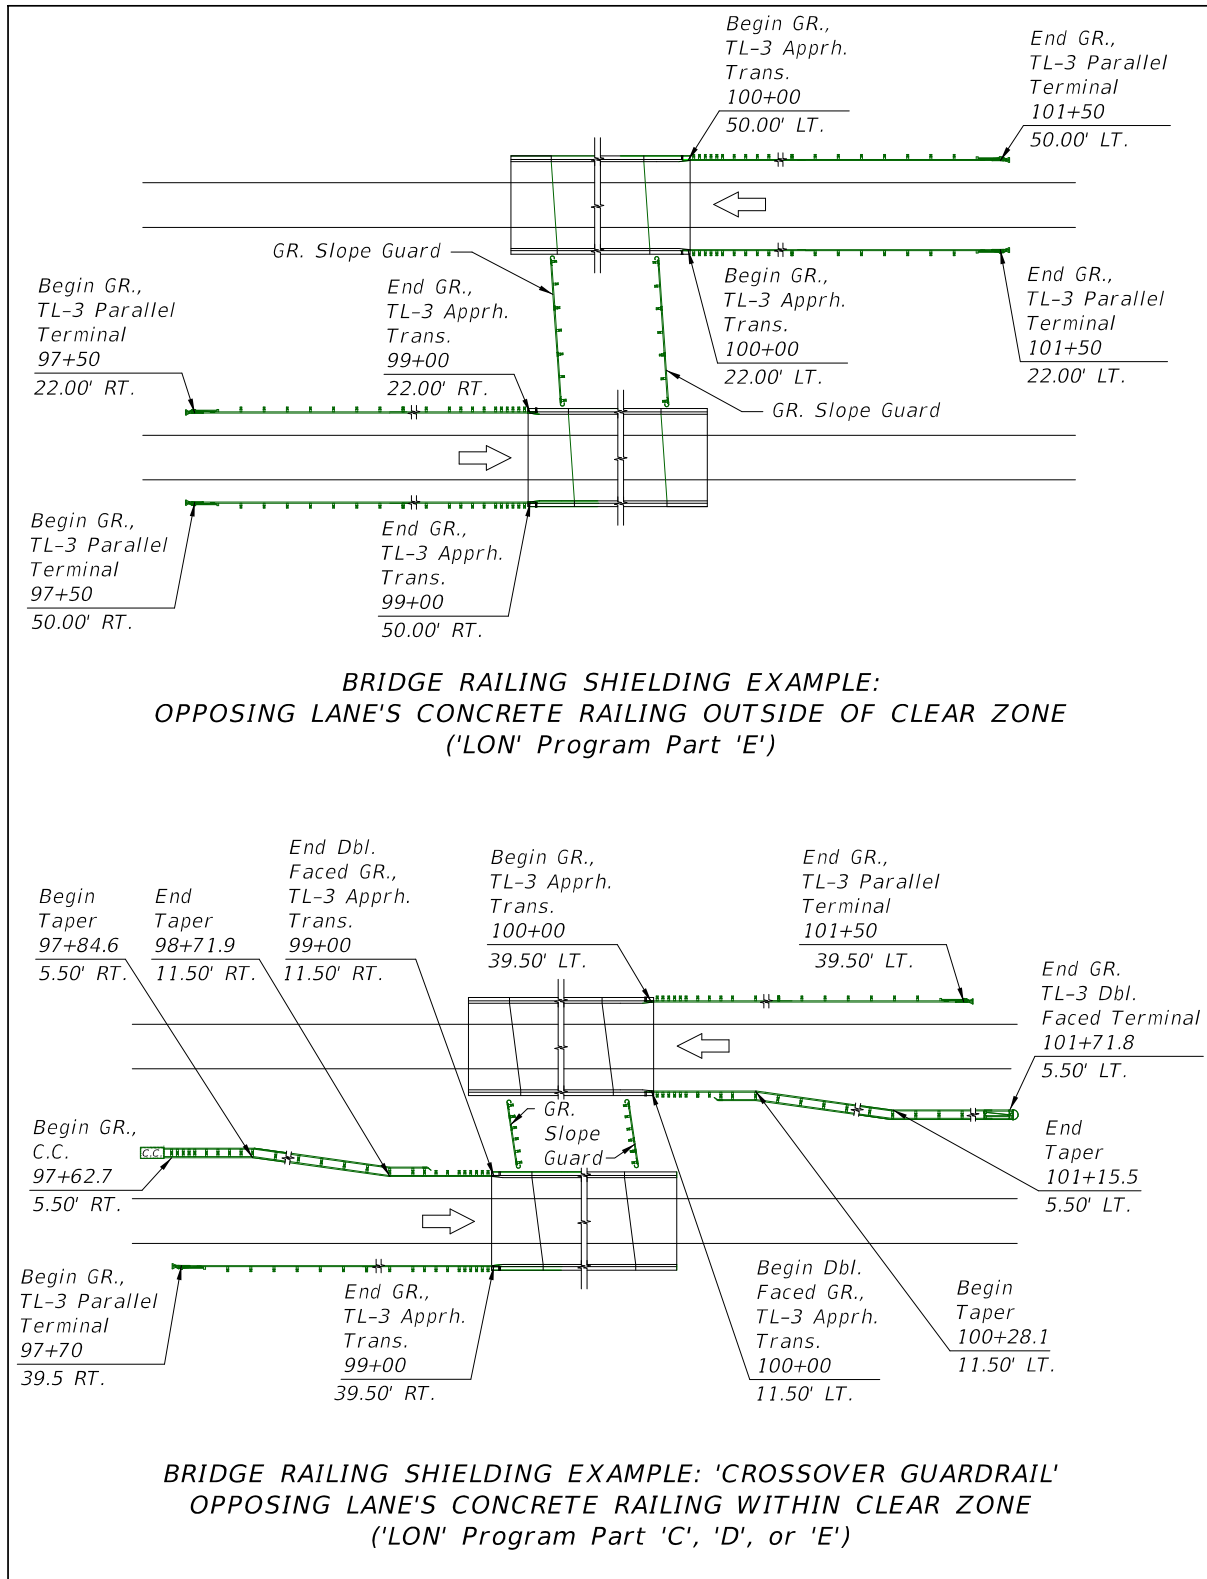 Begin GR.,
TL-3 Apprh.
Trans.
100+00
50.00' LT.
End GR.,
TL-3 Parallel
Terminal
101+50
50.00' LT.
GR. Slope Guard
Begin GR.,
TL-3 Parallel
Terminal
97+50
22.00' RT.
End GR.,
TL-3 Apprh.
Trans.
99+00
22.00' RT.
Begin GR.,
TL-3 Apprh.
Trans.
100+00
22.00' LT.
End GR.,
TL-3 Parallel
Terminal
101+50
22.00' LT.
GR. Slope Guard
Begin GR.,
TL-3 Parallel
Terminal
97+50
50.00' RT.
End GR.,
TL-3 Apprh.
Trans.
99+00
50.00' RT.
BRIDGE RAILING SHIELDING EXAMPLE:
OPPOSING LANE'S CONCRETE RAILING OUTSIDE OF CLEAR ZONE
('LON' Program Part 'E')
Begin
Taper
97+84.6
5.50' RT.
End
Taper
98+71.9
11.50' RT.
End Dbl.
Faced GR.,
TL-3 Apprh.
Trans.
99+00
11.50' RT.
Begin GR.,
TL-3 Apprh.
Trans.
100+00
39.50' LT.
End GR.,
TL-3 Parallel
Terminal
101+50
39.50' LT.
End GR.
TL-3 Dbl.
Faced Terminal
101+71.8
5.50' LT.
Begin GR.,
C.C.
97+62.7
5.50' RT.
C.C.
GR.
Slope
Guard
End
Taper
101+15.5
5.50' LT.
Begin GR.,
TL-3 Parallel
Terminal
97+70
39.5 RT.
End GR.,
TL-3 Apprh.
Trans.
99+00
39.50' RT.
Begin Dbl.
Faced GR.,
TL-3 Apprh.
Trans.
100+00
11.50' LT.
Begin
Taper
100+28.1
11.50' LT.
BRIDGE RAILING SHIELDING EXAMPLE: 'CROSSOVER GUARDRAIL'
OPPOSING LANE'S CONCRETE RAILING WITHIN CLEAR ZONE
('LON' Program Part 'C', 'D', or 'E')